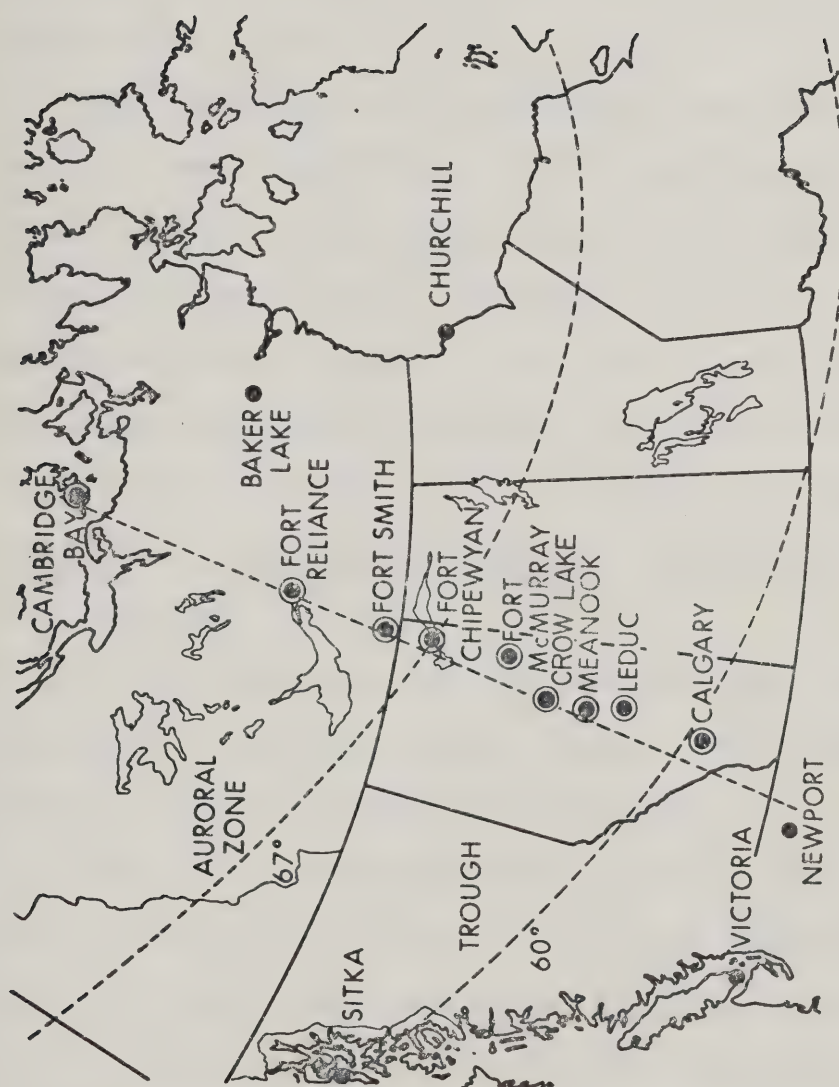 CAMBRIDGE
BAY
BAKER
LAKE
FORT
RELIANCE
CHURCHILL
FORT SMITH
FORT
CHIPEWYAN
FORT
McMURRAY
CROW LAKE
MEANOOK
LEDUC
CALGARY
AURORAL
ZONE
67°
SITKA
TROUGH
60°
VICTORIA
NEWPORT